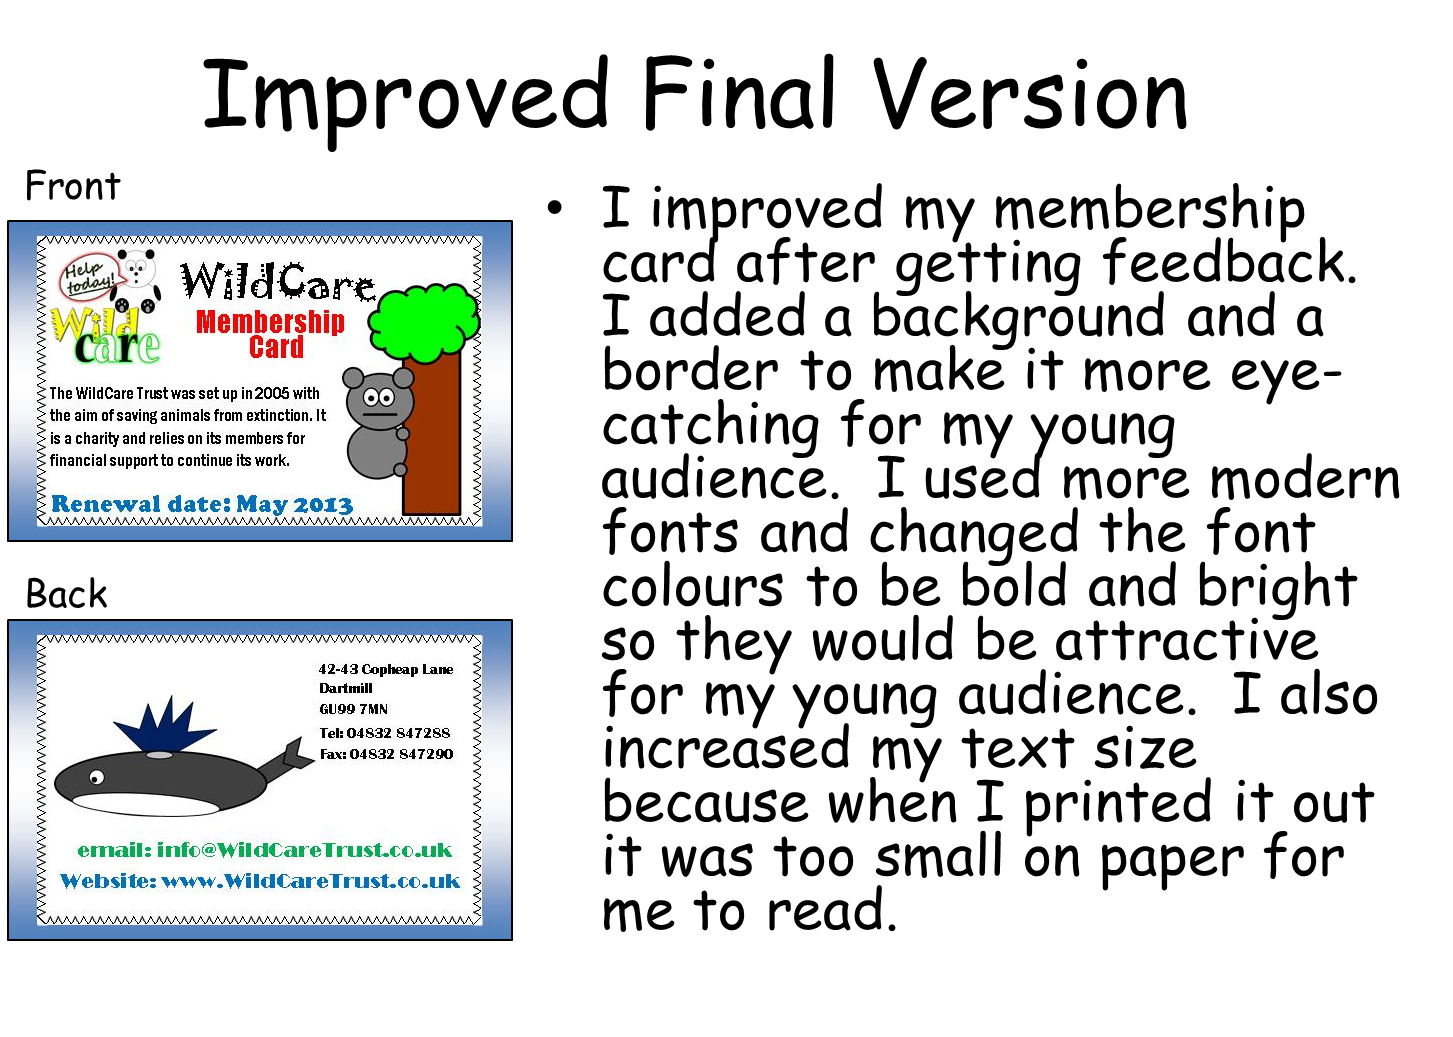 Improved Final Version
Front
Help
today!
Wild
care
WildCare
Membership
Card
The WildCare Trust was set up in 2005 with
the aim of saving animals from extinction. It
is a charity and relies on its members for
financial support to continue its work.
Renewal date: May 2013
Back
42-43 Copheap Lane
Dartmill
GU99 7MN
Tel: 04832 847288
Fax: 04832 847290
email: info@WildCareTrust.co.uk
Website: www.WildCareTrust.co.uk
• I improved my membership
card after getting feedback.
I added a background and a
border to make it more eye-
catching for my young
audience. I used more modern
fonts and changed the font
colours to be bold and bright
so they would be attractive
for my young audience. I also
increased my text size
because when I printed it out
it was too small on paper for
me to read.